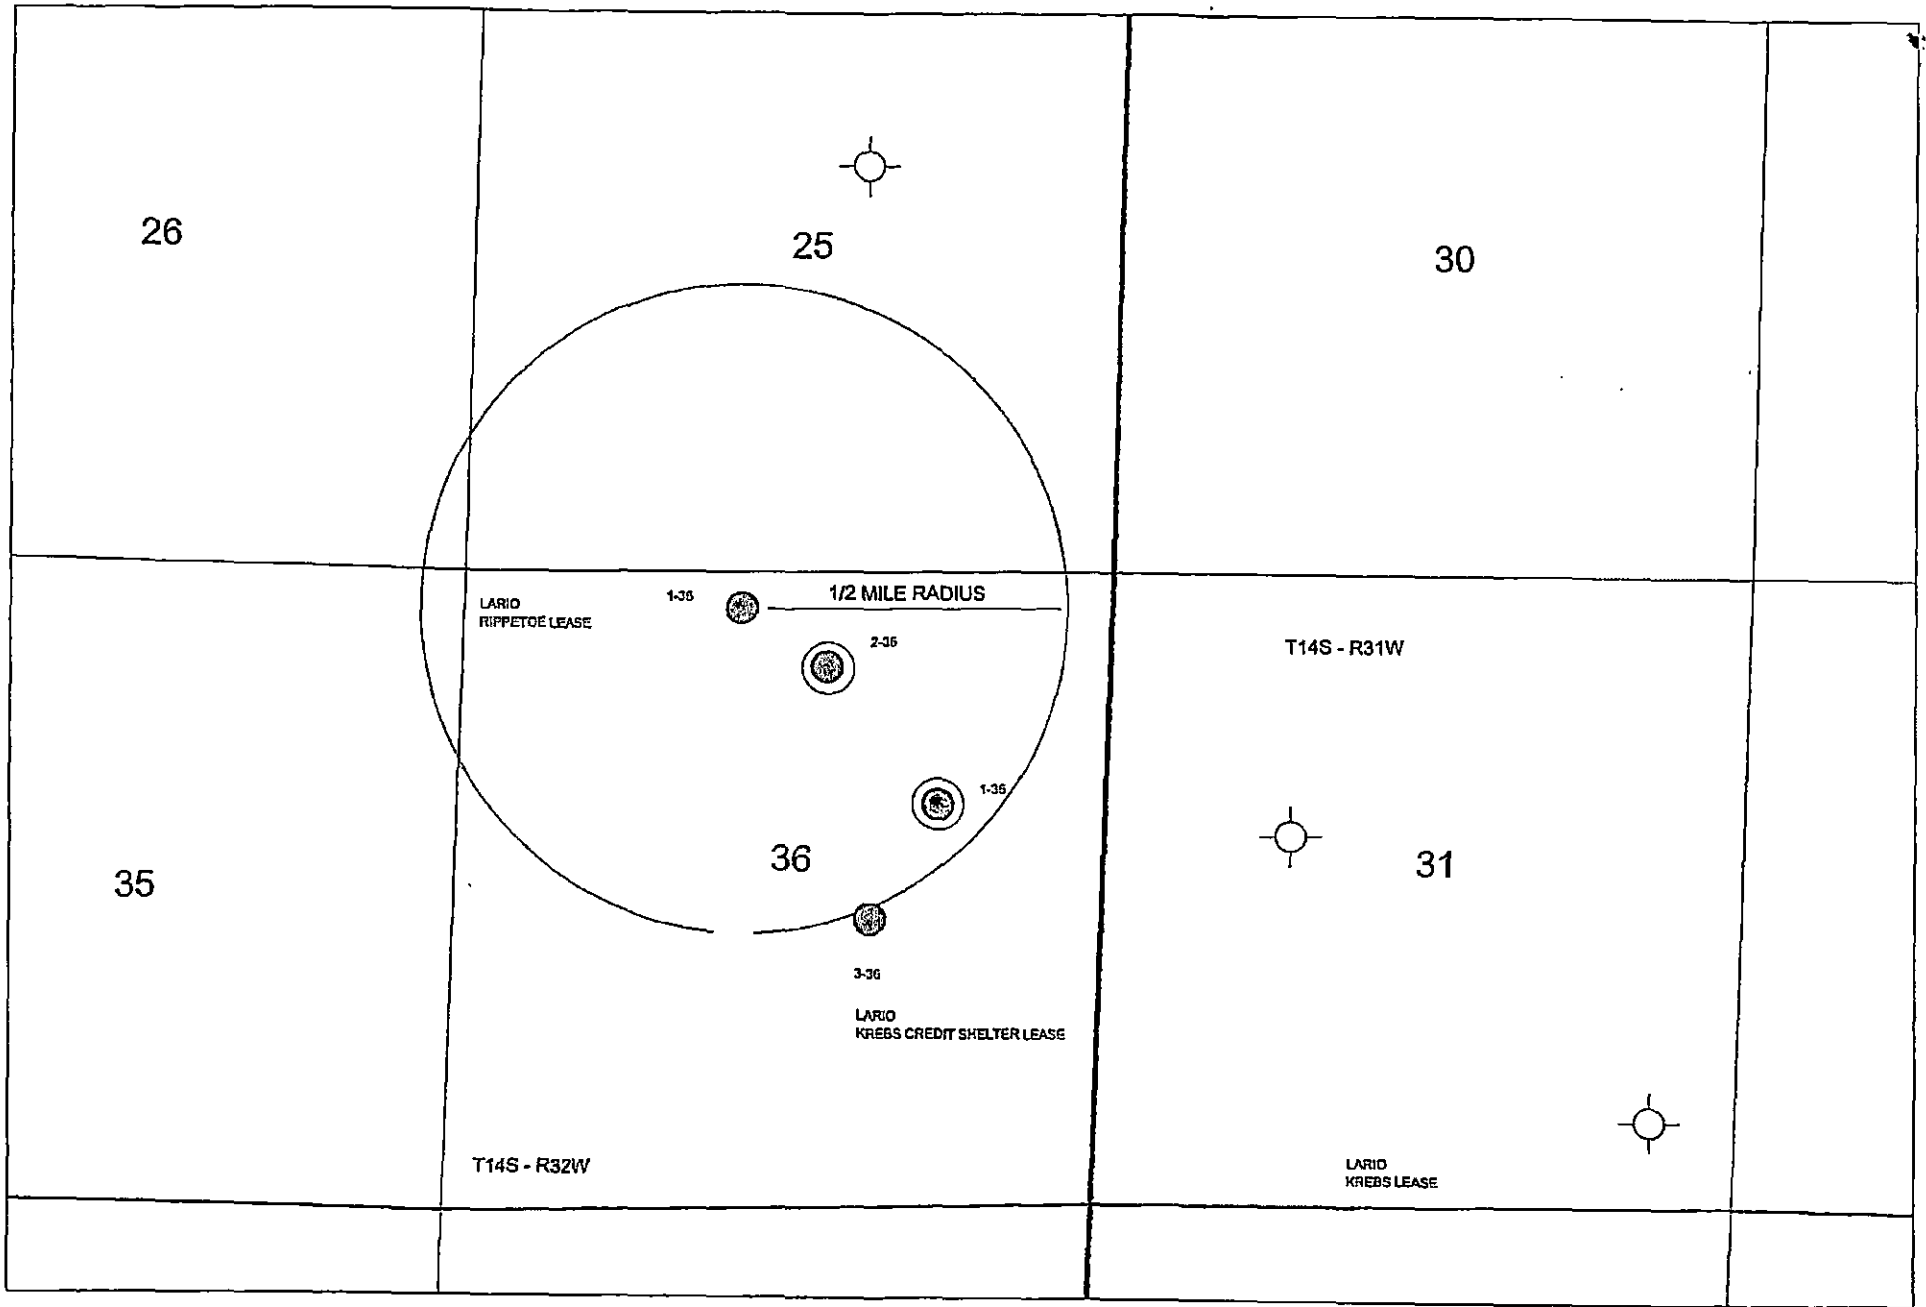 26
25
30
LARIO
RIPPETOE LEASE
1-36
1/2 MILE RADIUS
2-36
T14S - R31W
1-36
35
36
31
3-36
LARIO
KREBS CREDIT SHELTER LEASE
T14S - R32W
LARIO
KREBS LEASE